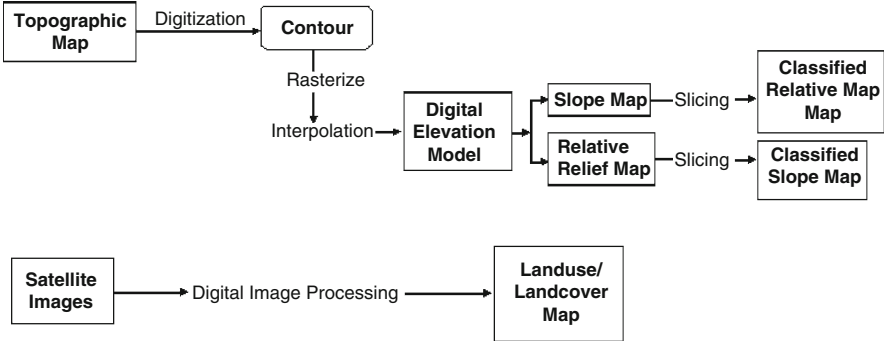 Topographic
Map
Digitization
Contour
Rasterize
Interpolation
Digital
Elevation
Model
Slope Map
Slicing
Classified
Relative Map
Map
Relative
Relief Map
Slicing
Classified
Slope Map
Satellite
Images
Digital Image Processing
Landuse/
Landcover
Map